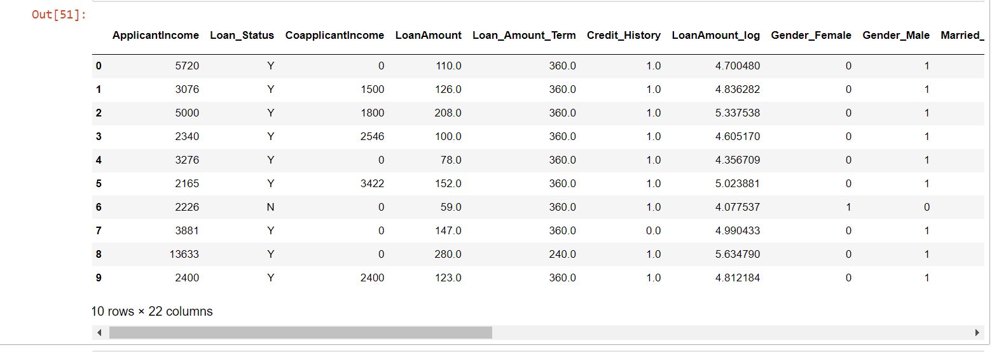 Out[51]:
ApplicantIncome Loan_Status CoapplicantIncome LoanAmount Loan_Amount_Term Credit_History LoanAmount_log Gender_Female Gender_Male Married_
0 5720 Y 0 110.0 360.0 1.0 4.700480 0 1
1 3076 Y 1500 126.0 360.0 1.0 4.836282 0 1
2 5000 Y 1800 208.0 360.0 1.0 5.337538 0 1
3 2340 Y 2546 100.0 360.0 1.0 4.605170 0 1
4 3276 Y 0 78.0 360.0 1.0 4.356709 0 1
5 2165 Y 3422 152.0 360.0 1.0 5.023881 0 1
6 2226 N 0 59.0 360.0 1.0 4.077537 1 0
7 3881 Y 0 147.0 360.0 0.0 4.990433 0 1
8 13633 Y 0 280.0 240.0 1.0 5.634790 0 1
9 2400 Y 2400 123.0 360.0 1.0 4.812184 0 1
10 rows × 22 columns